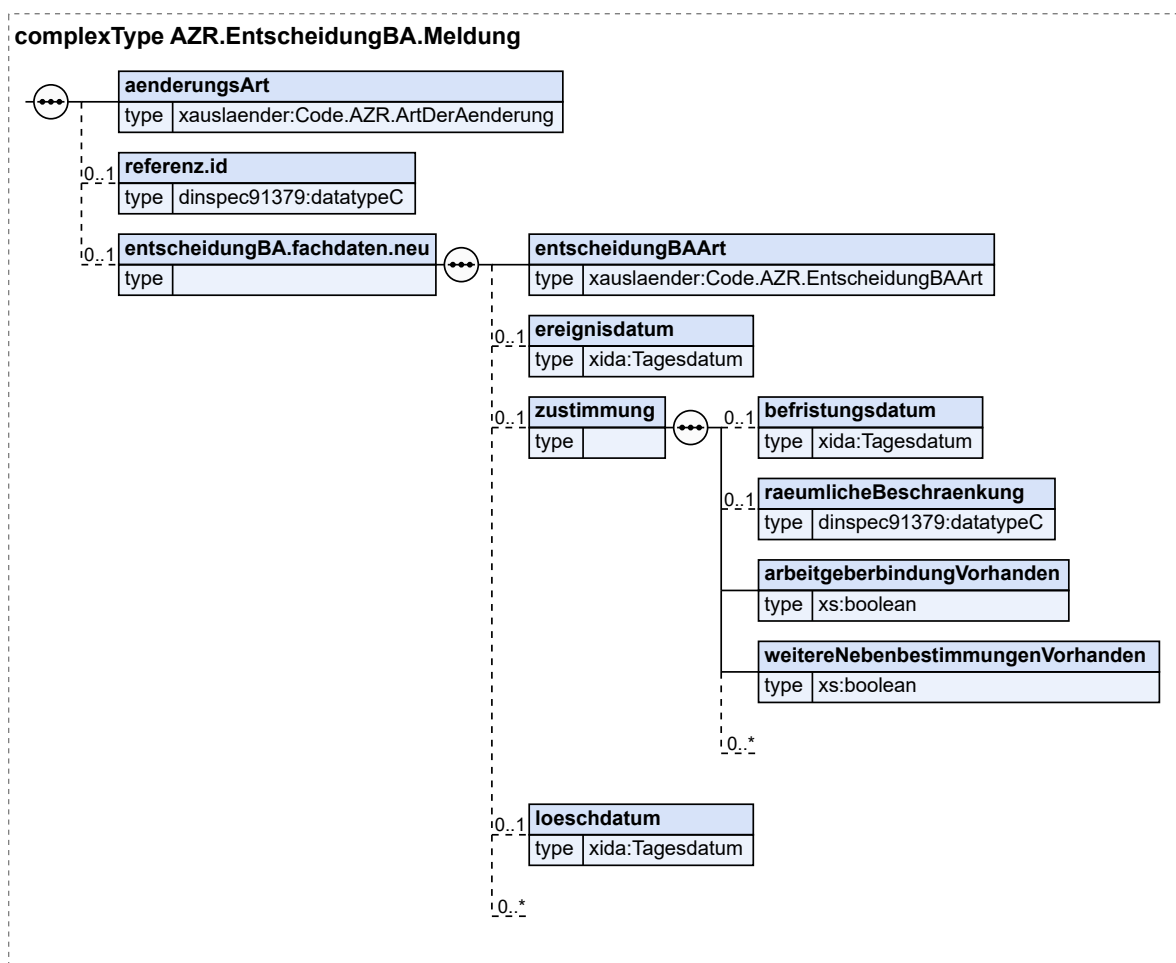 complexType AZR.EntscheidungBA.Meldung
aenderungsArt
type xauslaender:Code.AZR.ArtDerAenderung
0..1 referenz.id
type dinspec91379:datatypeC
0..1 entscheidungBA.fachdaten.neu
type
entscheidungBAArt
type xauslaender:Code.AZR.EntscheidungBAArt
0..1 ereignisdatum
type xida:Tagesdatum
0..1 zustimmung
type
0..1 befristungsdatum
type xida:Tagesdatum
0..1 raeumlicheBeschraenkung
type dinspec91379:datatypeC
arbeitgeberbindungVorhanden
type xs:boolean
weitereNebenbestimmungenVorhanden
type xs:boolean
0..*
0..1 loeschdatum
type xida:Tagesdatum
0..*